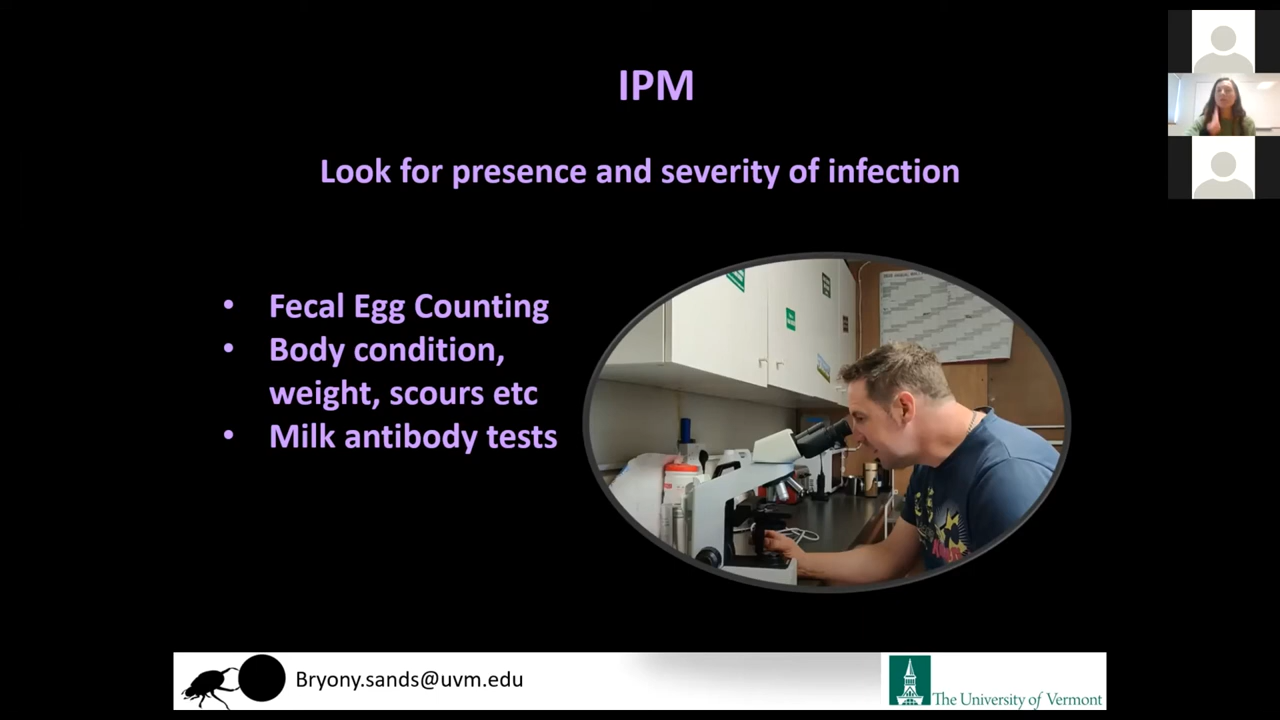 IPM
Look for presence and severity of infection
• Fecal Egg Counting
• Body condition,
weight, scours etc
• Milk antibody tests
Bryony.sands@uvm.edu
The University of Vermont